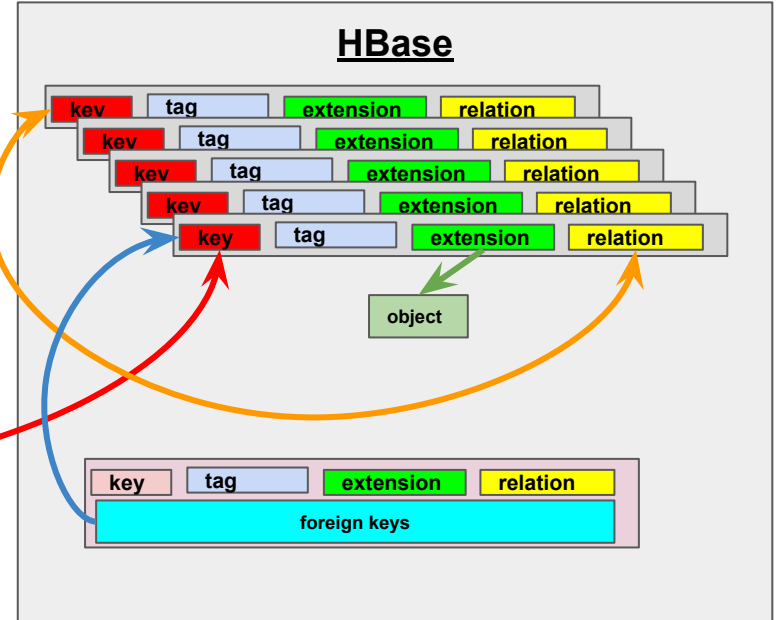 HBase
key tag extension relation
key tag extension relation
key tag extension relation
key tag extension relation
key tag extension relation
object
key tag extension relation
foreign keys